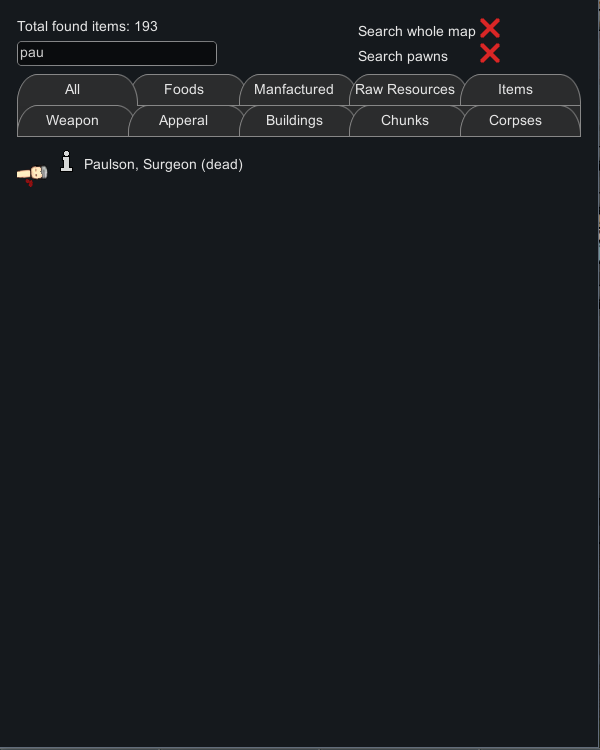 Total found items: 193
pau
Search whole map
Search pawns
All Foods Manfactured Raw Resources Items
Weapon Apperal Buildings Chunks Corpses
Paulson, Surgeon (dead)